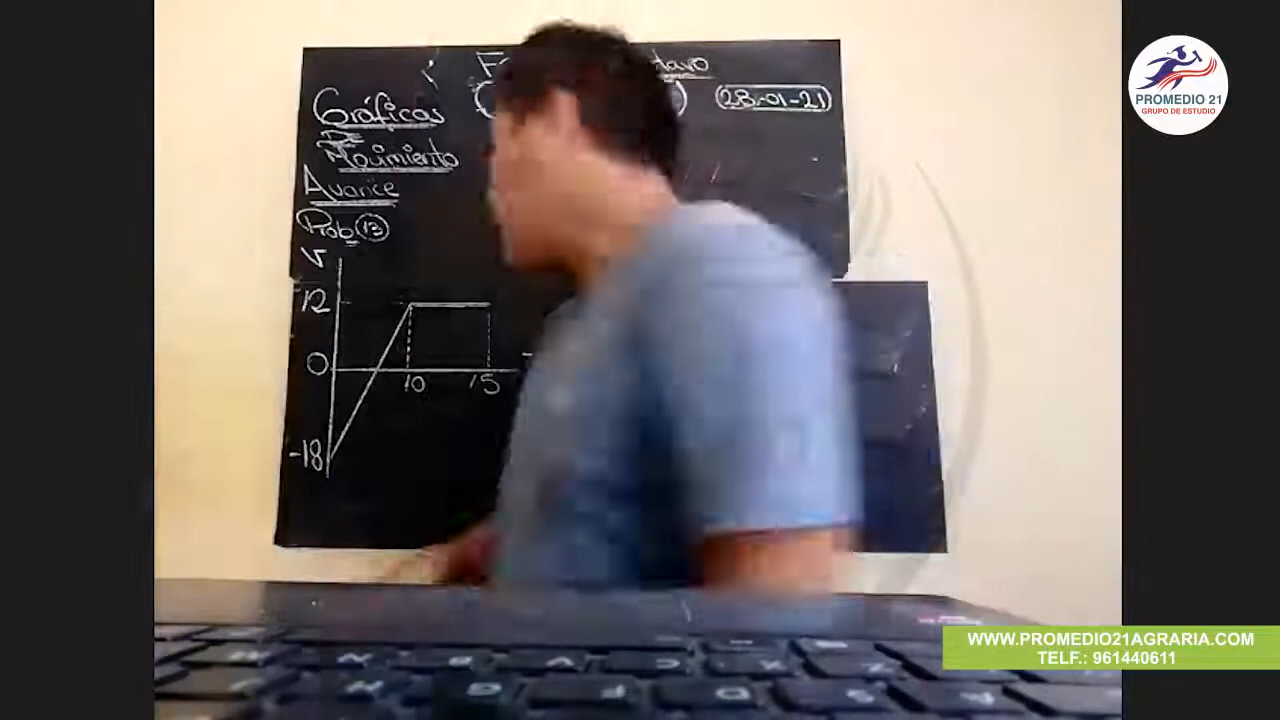 (28-01-21)
Gráficos
De
Movimiento
Avance
Prob. 13
V
12
0
10 15
-18
PROMEDIO 21
GRUPO DE ESTUDIO
WWW.PROMEDIO21AGRARIA.COM
TELF.: 961440611